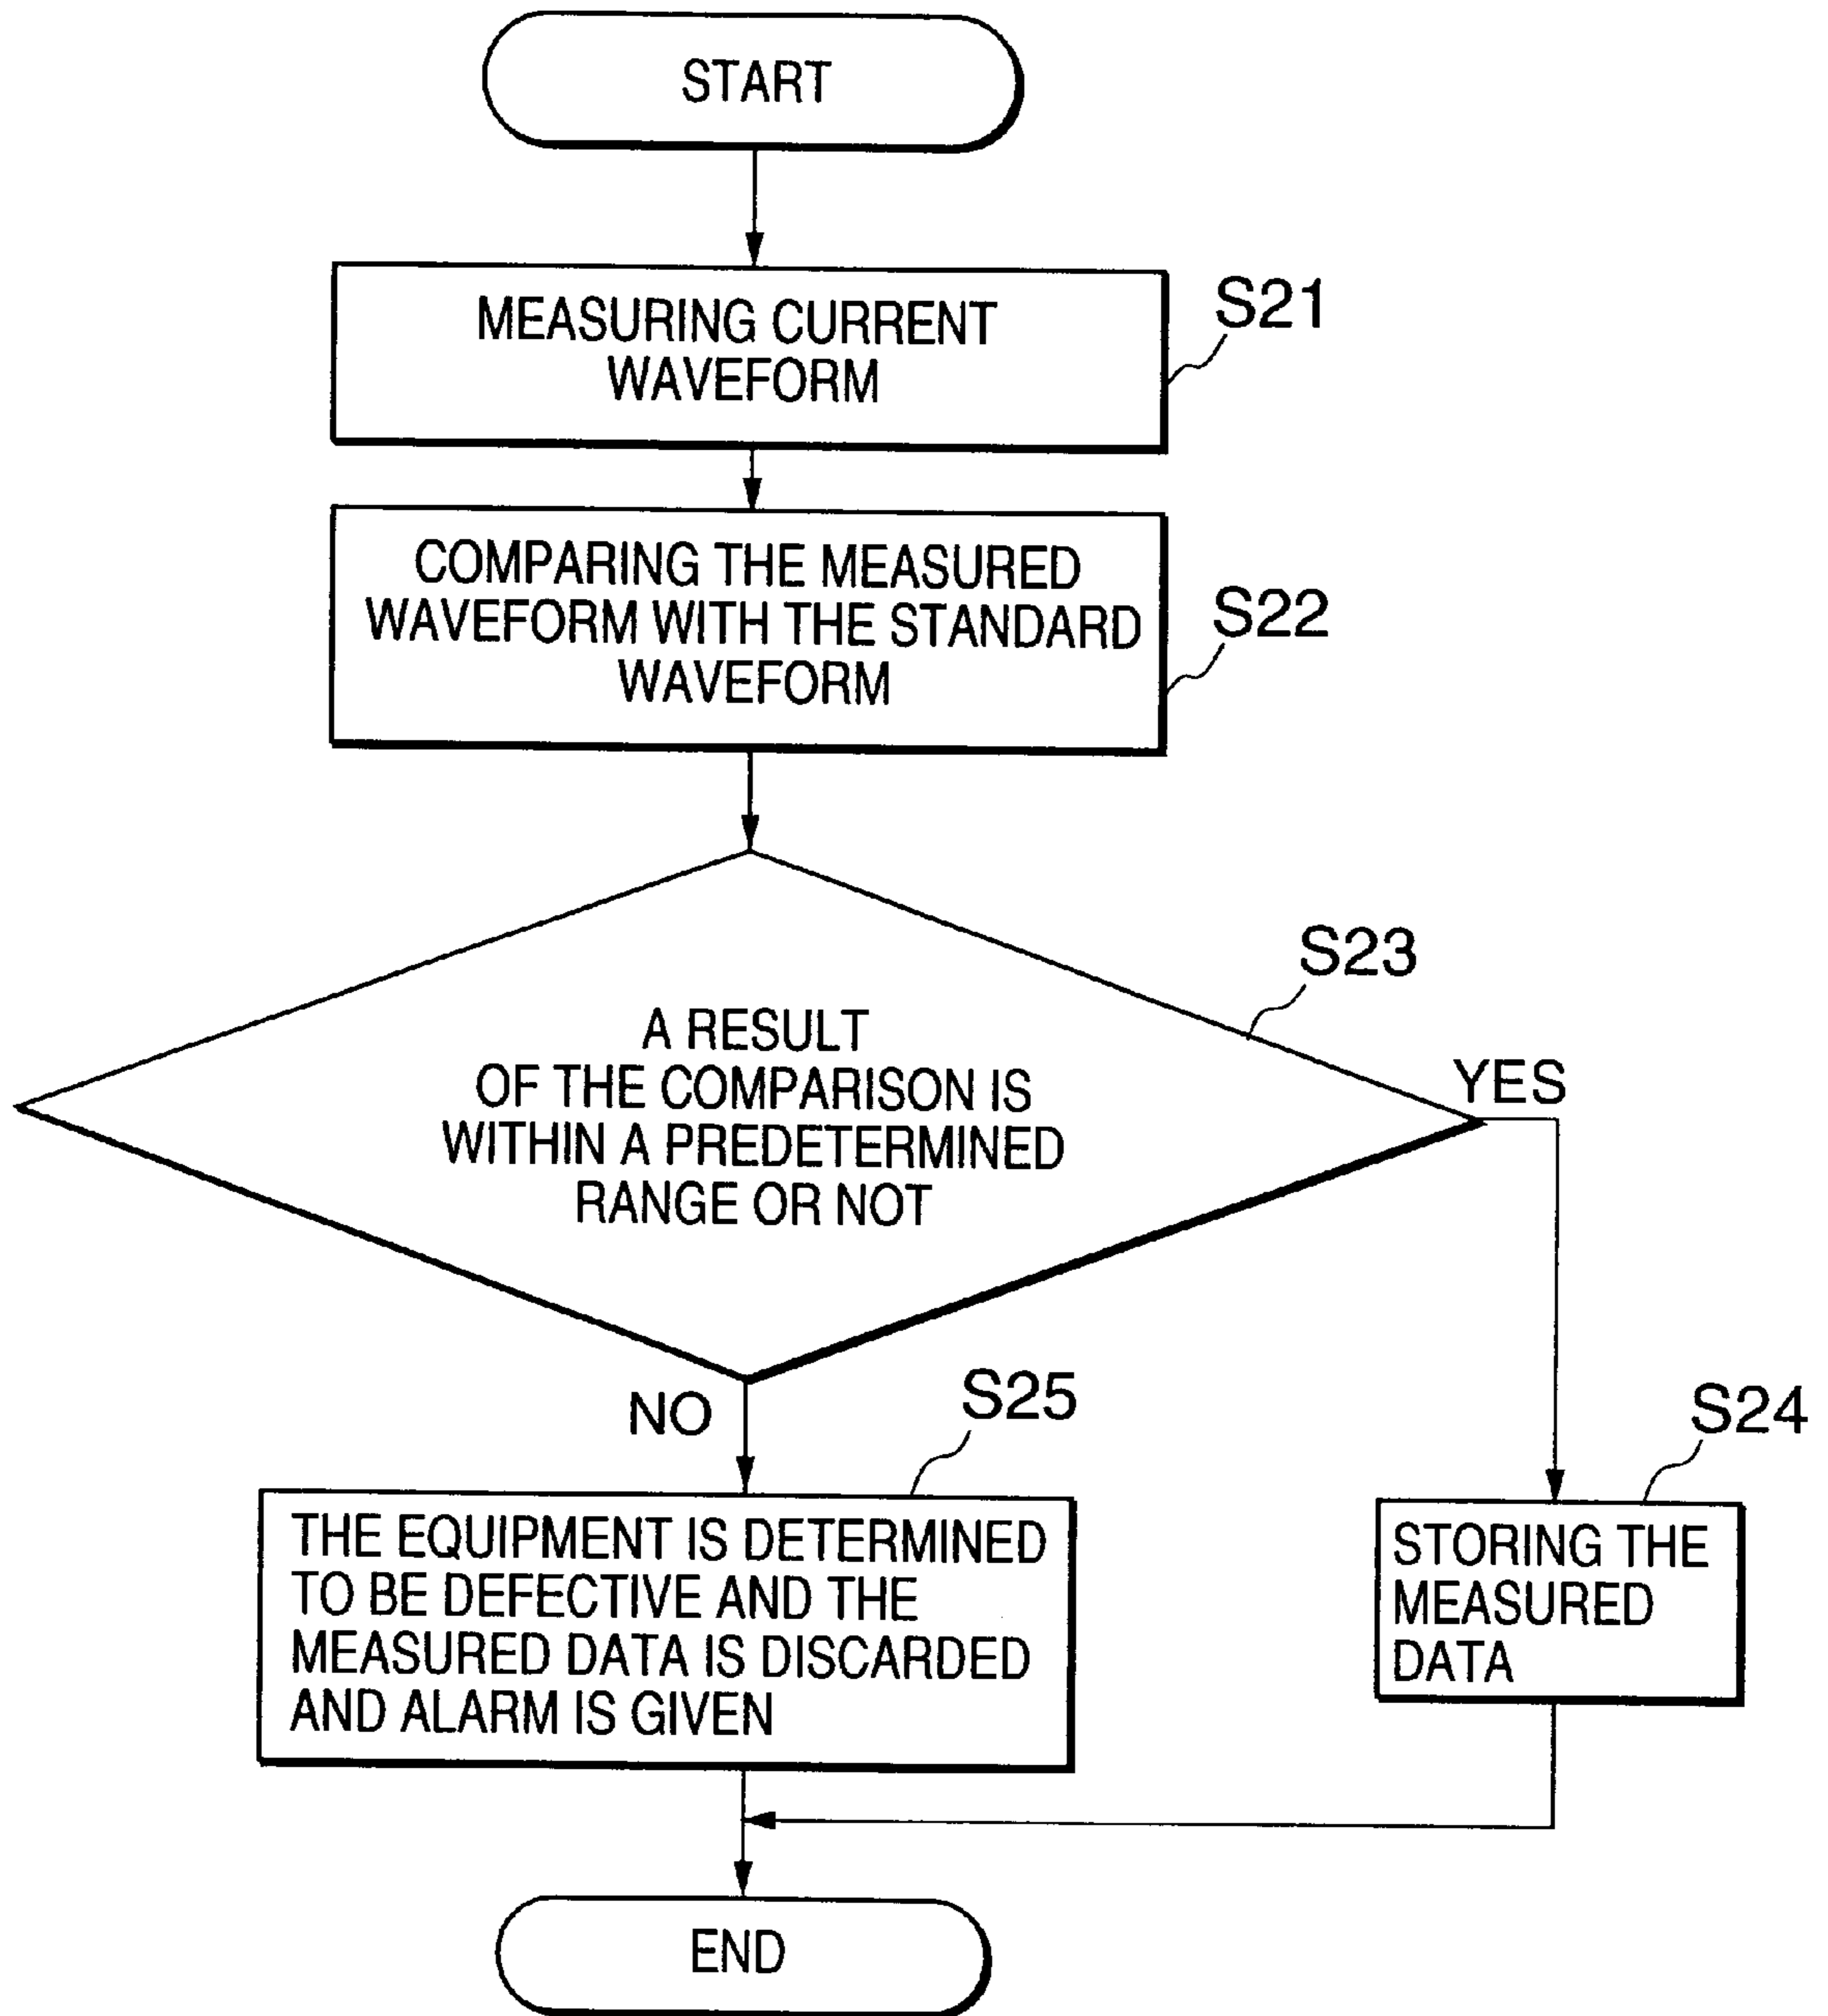 START
MEASURING CURRENT
WAVEFORM
S21
COMPARING THE MEASURED
WAVEFORM WITH THE STANDARD
WAVEFORM
S22
A RESULT
OF THE COMPARISON IS
WITHIN A PREDETERMINED
RANGE OR NOT
S23
YES
NO
S25
THE EQUIPMENT IS DETERMINED
TO BE DEFECTIVE AND THE
MEASURED DATA IS DISCARDED
AND ALARM IS GIVEN
S24
STORING THE
MEASURED
DATA
END